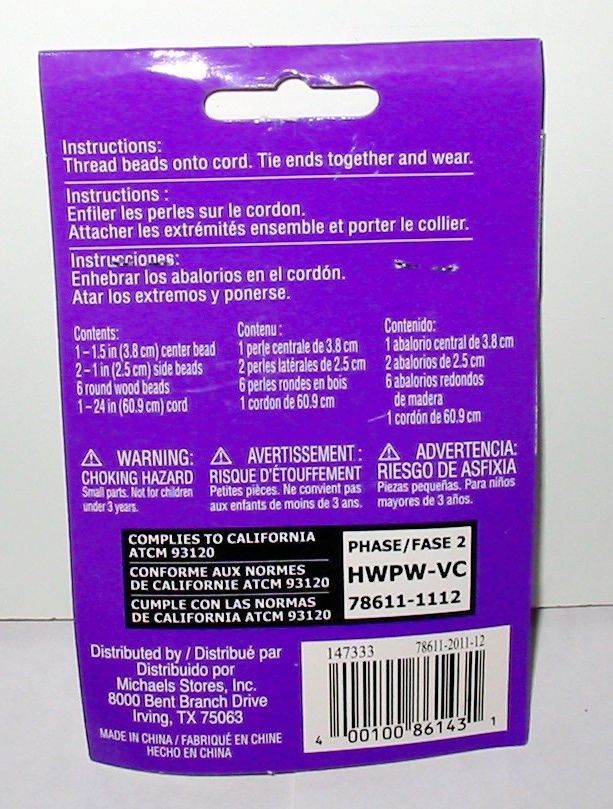 Instructions:
Thread beads onto cord. Tie ends together and wear.
Instructions :
Enfiler les perles sur le cordon.
Attacher les extrémités ensemble et porter le collier.
Instrucciones:
Enhebrar los abalorios en el cordón.
Atar los extremos y ponerse.
Contents:
1–1.5 in (3.8 cm) center bead
2–1 in (2.5 cm) side beads
6 round wood beads
1–24 in (60.9 cm) cord
Contenu :
1 perle centrale de 3.8 cm
2 perles latérales de 2.5 cm
6 perles rondes en bois
1 cordon de 60.9 cm
Contenido:
1 abalorio central de 3.8 cm
2 abalorios de 2.5 cm
6 abalorios redondos
de madera
1 cordón de 60.9 cm
WARNING:
CHOKING HAZARD
Small parts. Not for children
under 3 years.
AVERTISSEMENT :
RISQUE D'ÉTOUFFEMENT
Petites pièces. Ne convient pas
aux enfants de moins de 3 ans.
ADVERTENCIA:
RIESGO DE ASFIXIA
Piezas pequeñas. Para niños
mayores de 3 años.
COMPLIES TO CALIFORNIA
ATCM 93120
CONFORME AUX NORMES
DE CALIFORNIE ATCM 93120
CUMPLE CON LAS NORMAS
DE CALIFORNIA ATCM 93120
PHASE/FASE 2
HWPW-VC
78611-1112
Distributed by / Distribué par
Distribuido por
Michaels Stores, Inc.
8000 Bent Branch Drive
Irving, TX 75063
MADE IN CHINA / FABRIQUÉ EN CHINE
HECHO EN CHINA
147333 78611-2011-12
4 00100 86143 1